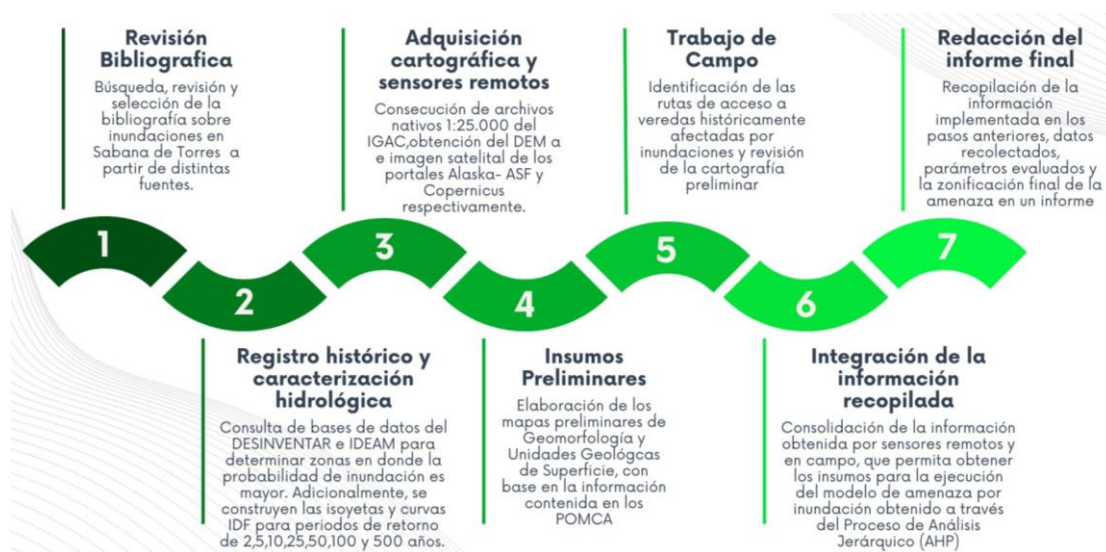 Revisión
Bibliografica
Búsqueda, revisión y
selección de la
bibliografía sobre
inundaciones en
Sabana de Torres a
partir de distintas
fuentes.
1
2
Registro histórico y
caracterización
hidrológica
Consulta de bases de datos del
DESINVENTAR e IDEAM para
determinar zonas en donde la
probabilidad de inundación es
mayor. Adicionalmente, se
construyen las isoyetas y curvas
IDF para periodos de retorno
de 2,5,10,25,50,100 y 500 años.
Adquisición
cartográfica y
sensores remotos
Consecución de archivos
nativos 1:25.000 del
IGAC,obtención del DEM a
e imagen satelital de los
portales Alaska- ASF y
Copernicus
respectivamente.
3
4
Insumos
Preliminares
Elaboración de los
mapas preliminares de
Geomorfología y
Unidades Geológcas
de Superficie, con
base en la información
contenida en los
POMCA
Trabajo de
Campo
Identificación de las
rutas de acceso a
veredas históricamente
afectadas por
inundaciones y revisión
de la cartografía
preliminar
5
6
Integración de la
información
recopilada
Consolidación de la información
obtenida por sensores remotos y
en campo, que permita obtener
los insumos para la ejecución
del modelo de amenaza por
inundación obtenido a través
del Proceso de Análisis
Jerárquico (AHP)
Redacción del
informe final
Recopilación de la
información
implementada en los
pasos anteriores, datos
recolectados,
parámetros evaluados y
la zonificación final de la
amenaza en un informe
7